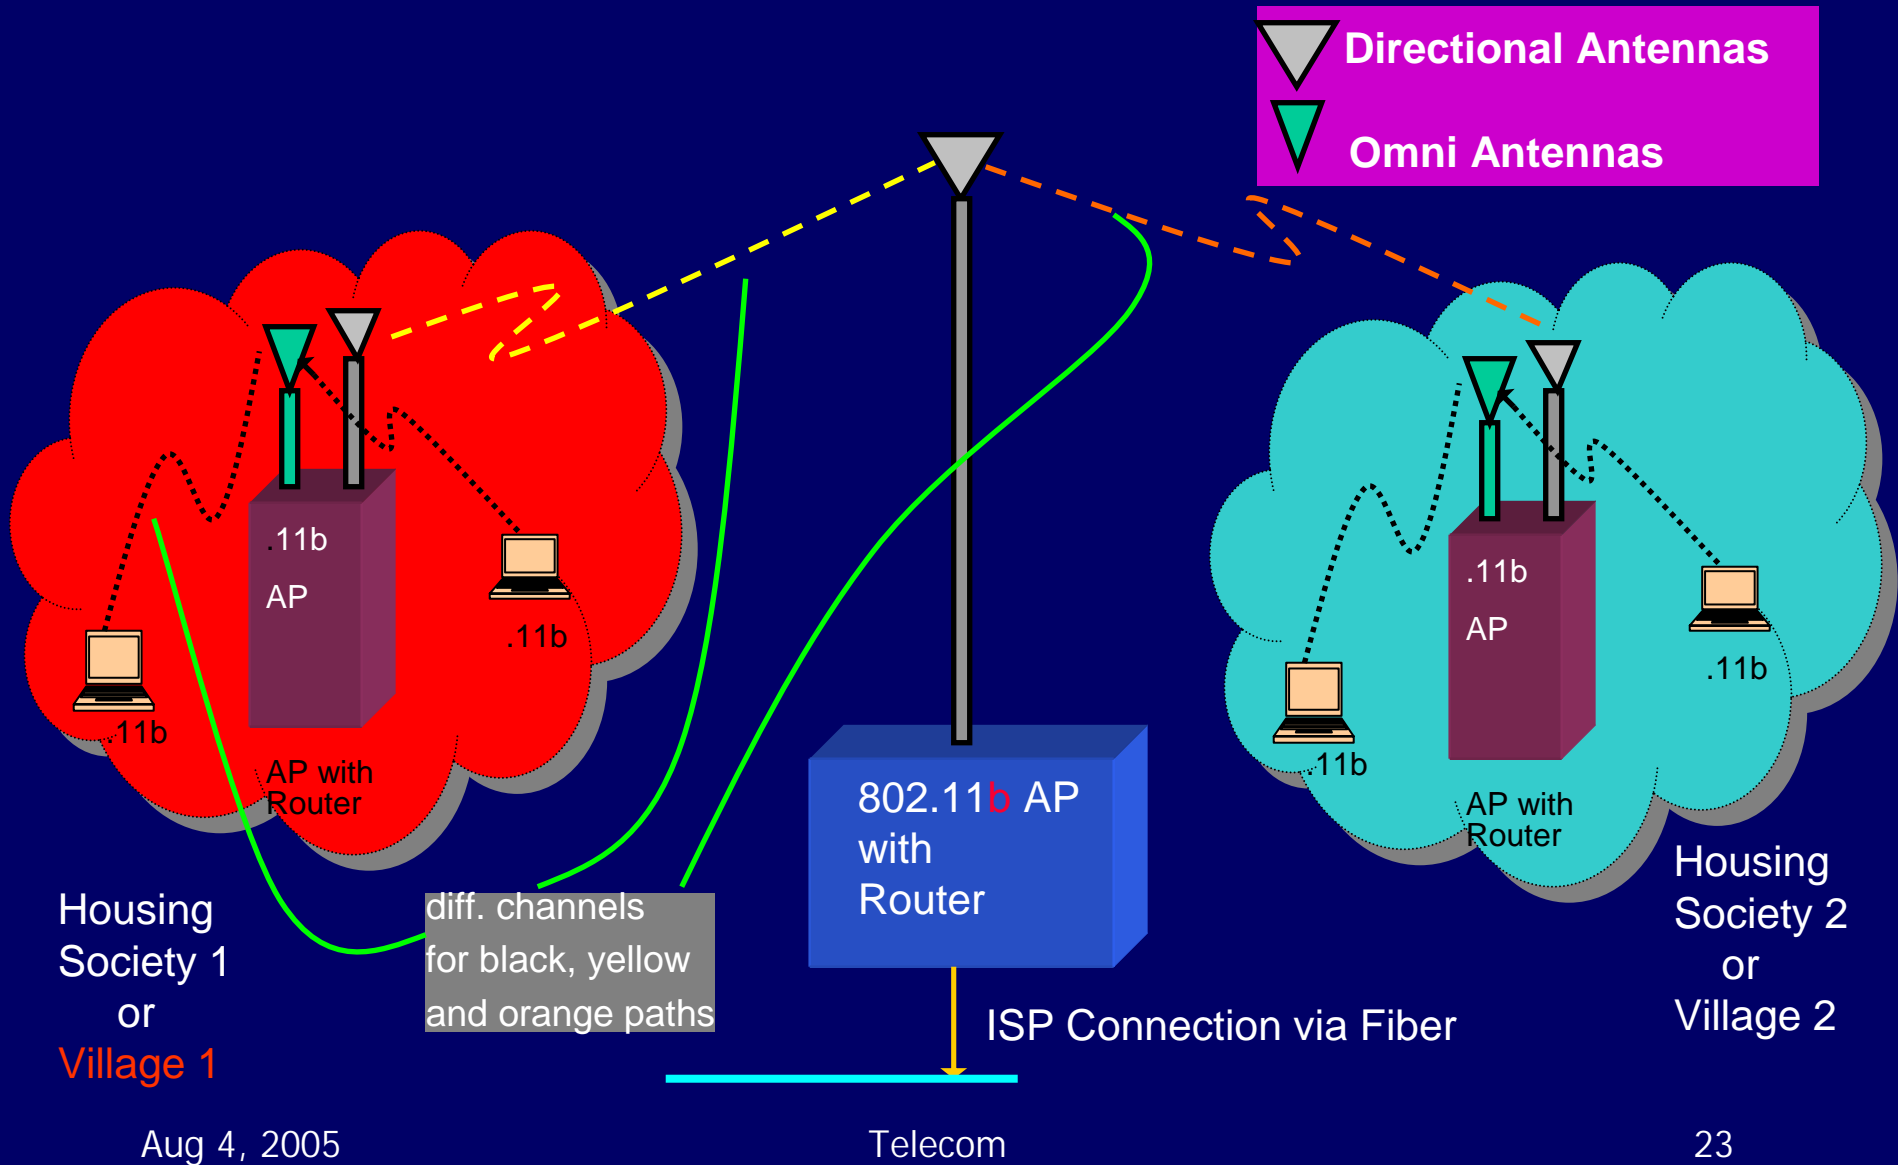 Directional Antennas
Omni Antennas
.11b
AP
.11b
.11b
AP with
Router
802.11b AP
with
Router
.11b
AP
.11b
.11b
AP with
Router
Housing
Society 1
or
Village 1
diff. channels
for black, yellow
and orange paths
ISP Connection via Fiber
Housing
Society 2
or
Village 2
Aug 4, 2005
Telecom
23